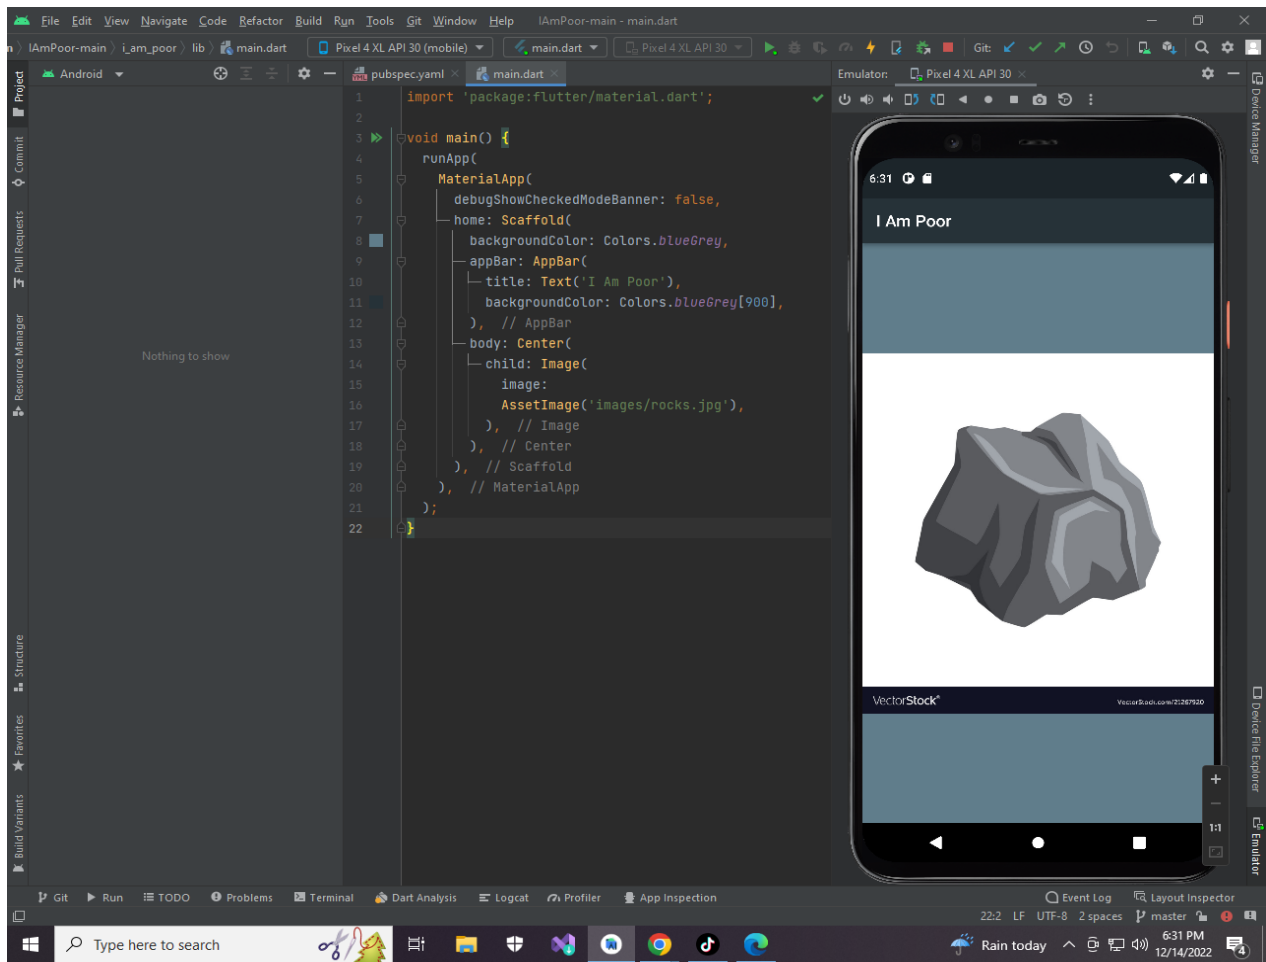 File Edit View Navigate Code Refactor Build Run Tools Git Window Help IAmPoor-main - main.dart
n IAmPoor-main i_am_poor lib main.dart Pixel 4 XL API 30 (mobile) main.dart Pixel 4 XL API 30 Git:
Project
Commit
Pull Requests
Resource Manager
Structure
Favorites
Build Variants
Android
Nothing to show
pubspec.yaml main.dart
1 import 'package:flutter/material.dart';
2
3 void main() {
4 runApp(
5 MaterialApp(
6 debugShowCheckedModeBanner: false,
7 home: Scaffold(
8 backgroundColor: Colors.blueGrey,
9 appBar: AppBar(
10 title: Text('I Am Poor'),
11 backgroundColor: Colors.blueGrey[900],
12 ), // AppBar
13 body: Center(
14 child: Image(
15 image:
16 AssetImage('images/rocks.jpg'),
17 ), // Image
18 ), // Center
19 ), // Scaffold
20 ), // MaterialApp
21 );
22 }
Emulator: Pixel 4 XL API 30
6:31
I Am Poor
VectorStock® VectorStock.com/21267920
1:1
Device Manager
Device File Explorer
Emulator
Git Run TODO Problems Terminal Dart Analysis Logcat Profiler App Inspection Event Log Layout Inspector
22:2 LF UTF-8 2 spaces master
Type here to search
Rain today
6:31 PM
12/14/2022
4